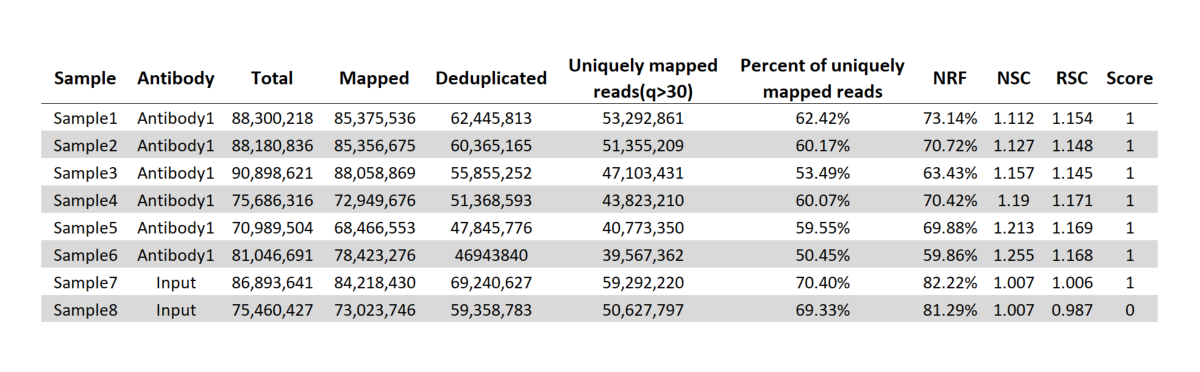 Sample Antibody Total Mapped Deduplicated Uniquely mapped reads(q>30) Percent of uniquely mapped reads NRF NSC RSC Score
Sample1 Antibody1 88,300,218 85,375,536 62,445,813 53,292,861 62.42% 73.14% 1.112 1.154 1
Sample2 Antibody1 88,180,836 85,356,675 60,365,165 51,355,209 60.17% 70.72% 1.127 1.148 1
Sample3 Antibody1 90,898,621 88,058,869 55,855,252 47,103,431 53.49% 63.43% 1.157 1.145 1
Sample4 Antibody1 75,686,316 72,949,676 51,368,593 43,823,210 60.07% 70.42% 1.19 1.171 1
Sample5 Antibody1 70,989,504 68,466,553 47,845,776 40,773,350 59.55% 69.88% 1.213 1.169 1
Sample6 Antibody1 81,046,691 78,423,276 46943840 39,567,362 50.45% 59.86% 1.255 1.168 1
Sample7 Input 86,893,641 84,218,430 69,240,627 59,292,220 70.40% 82.22% 1.007 1.006 1
Sample8 Input 75,460,427 73,023,746 59,358,783 50,627,797 69.33% 81.29% 1.007 0.987 0